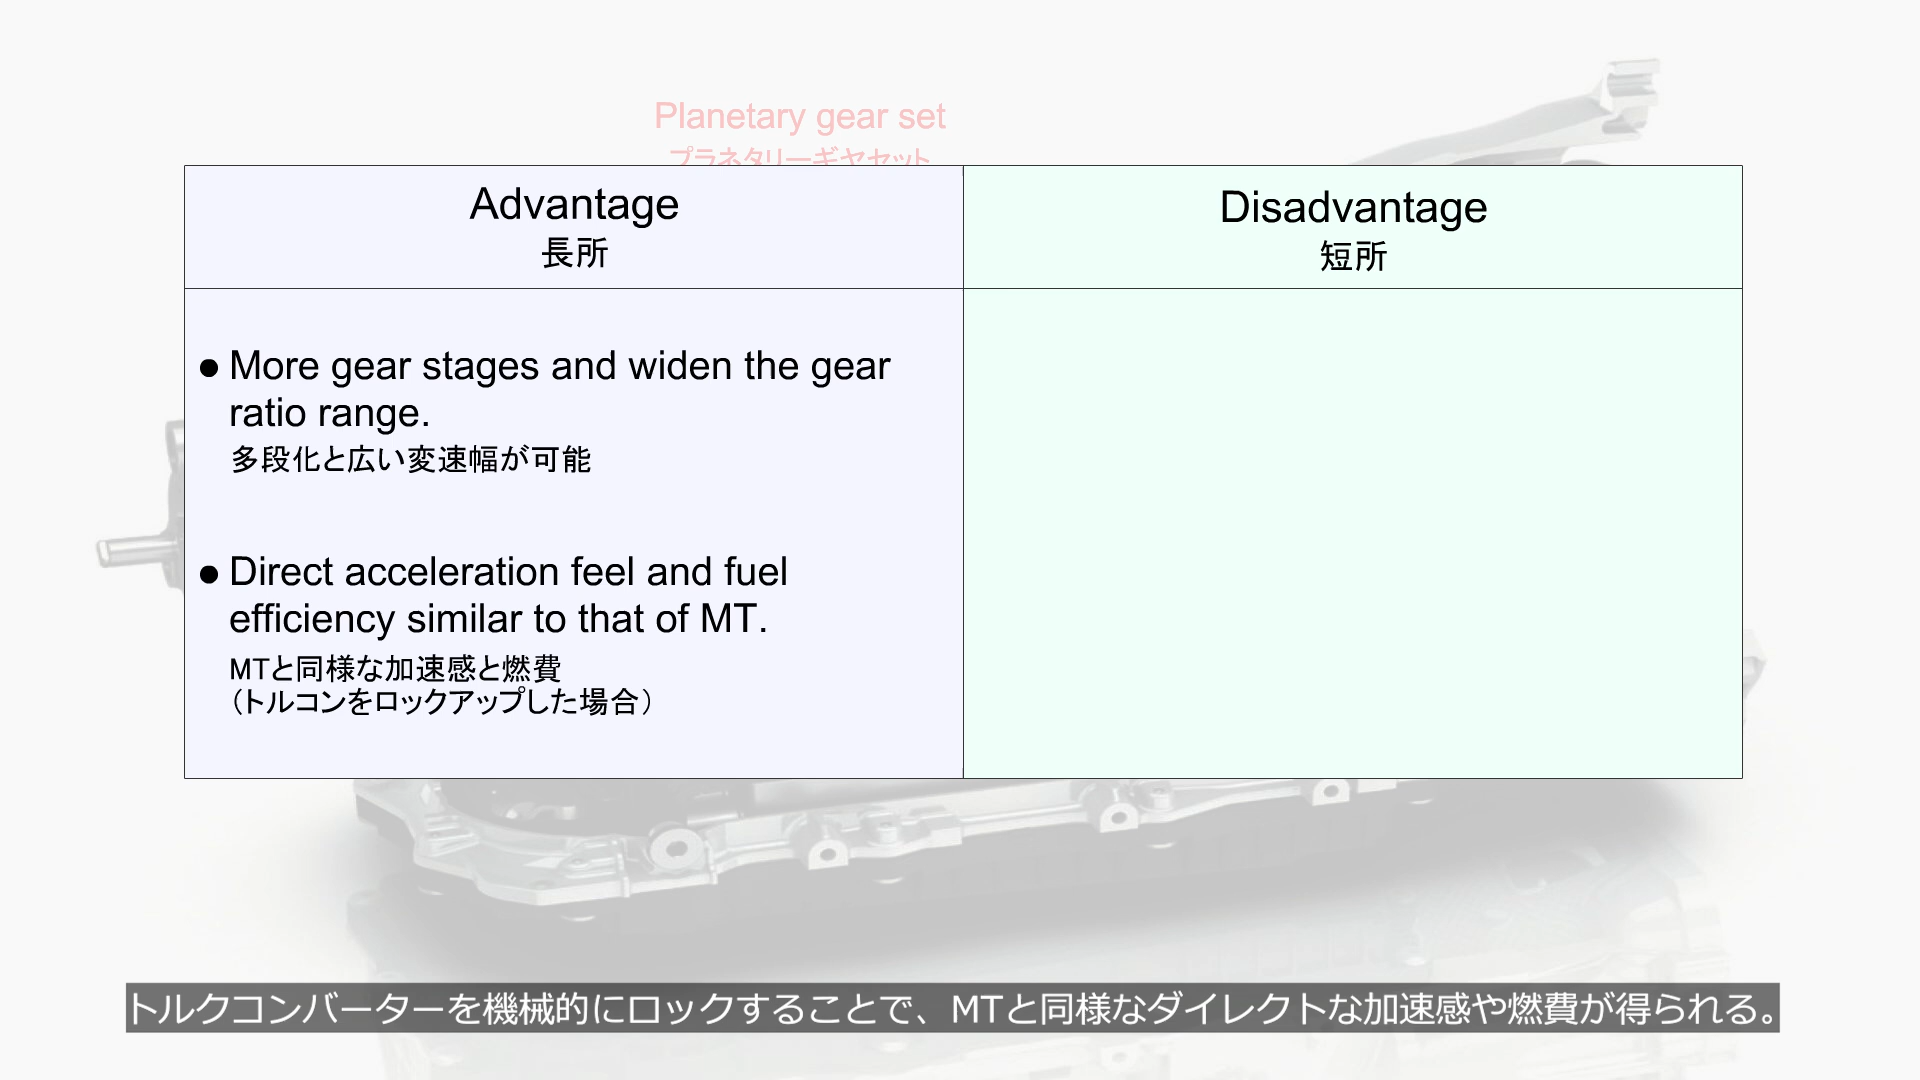 Planetary gear set
プラネタリーギヤセット
Advantage
長所
Disadvantage
短所
● More gear stages and widen the gear
ratio range.
多段化と広い変速幅が可能
● Direct acceleration feel and fuel
efficiency similar to that of MT.
MTと同様な加速感と燃費
（トルコンをロックアップした場合）
トルクコンバーターを機械的にロックすることで、MTと同様なダイレクトな加速感や燃費が得られる。